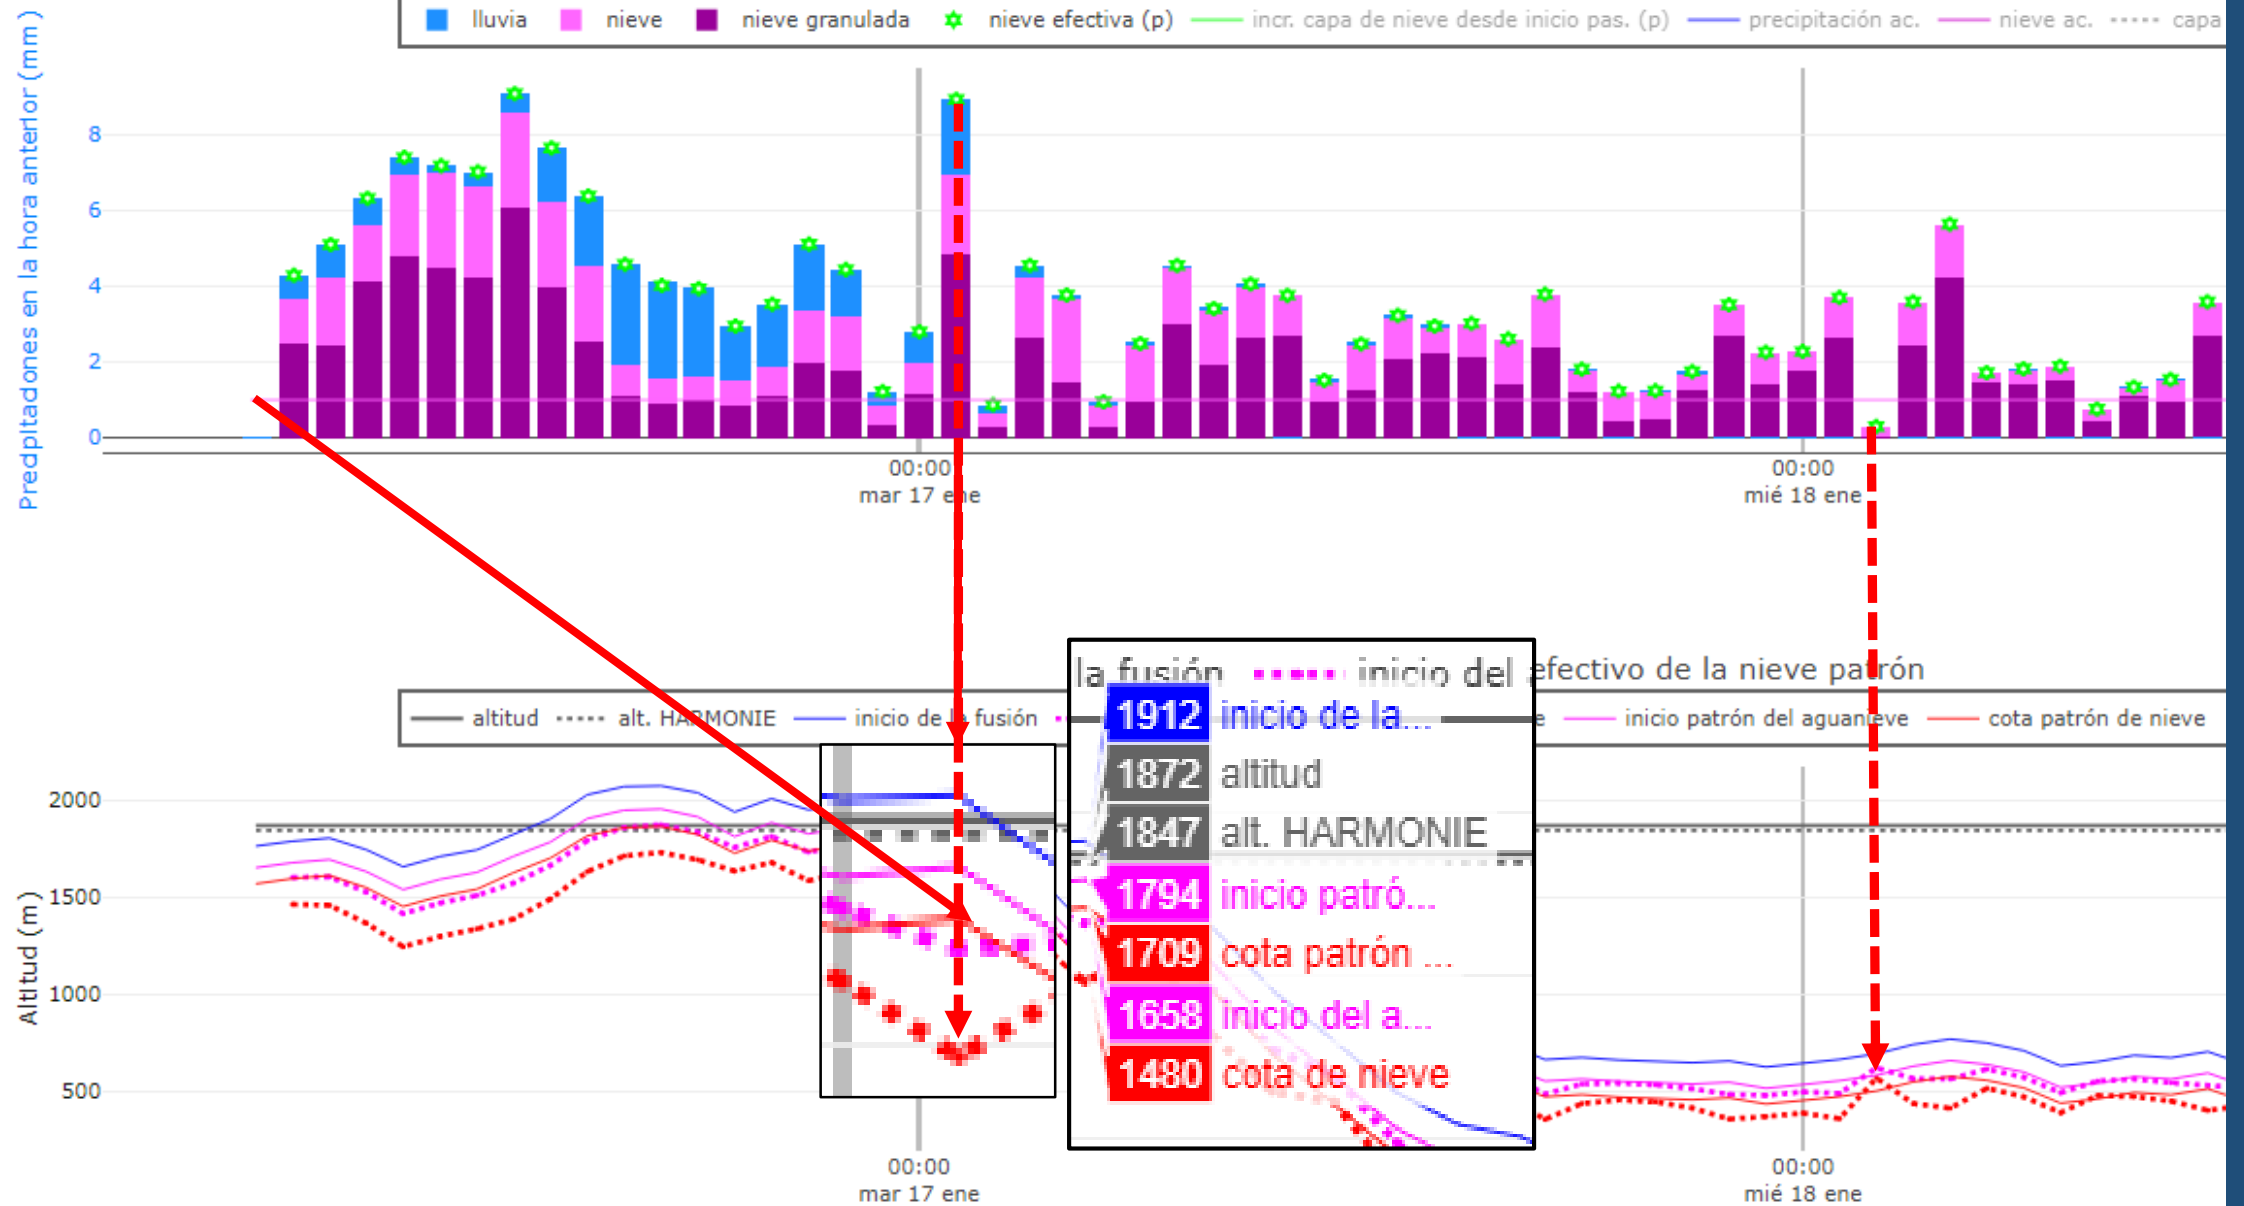 lluvia nieve nieve granulada nieve efectiva (p) incr. capa de nieve desde inicio pas. (p) precipitación ac. nieve ac. capa
Precipitaciones en la hora anterior (mm)
8
6
4
2
0
00:00 00:00
mar 17 ene mié 18 ene
la fusión inicio del efectivo de la nieve patrón
altitud alt. HARMONIE inicio de la fusión inicio patrón del aguanieve cota patrón de nieve
1912 inicio de la...
1872 altitud
1847 alt. HARMONIE
1794 inicio patró...
1709 cota patrón ...
1658 inicio del a...
1480 cota de nieve
Altitud (m)
2000
1500
1000
500
00:00 00:00
mar 17 ene mié 18 ene